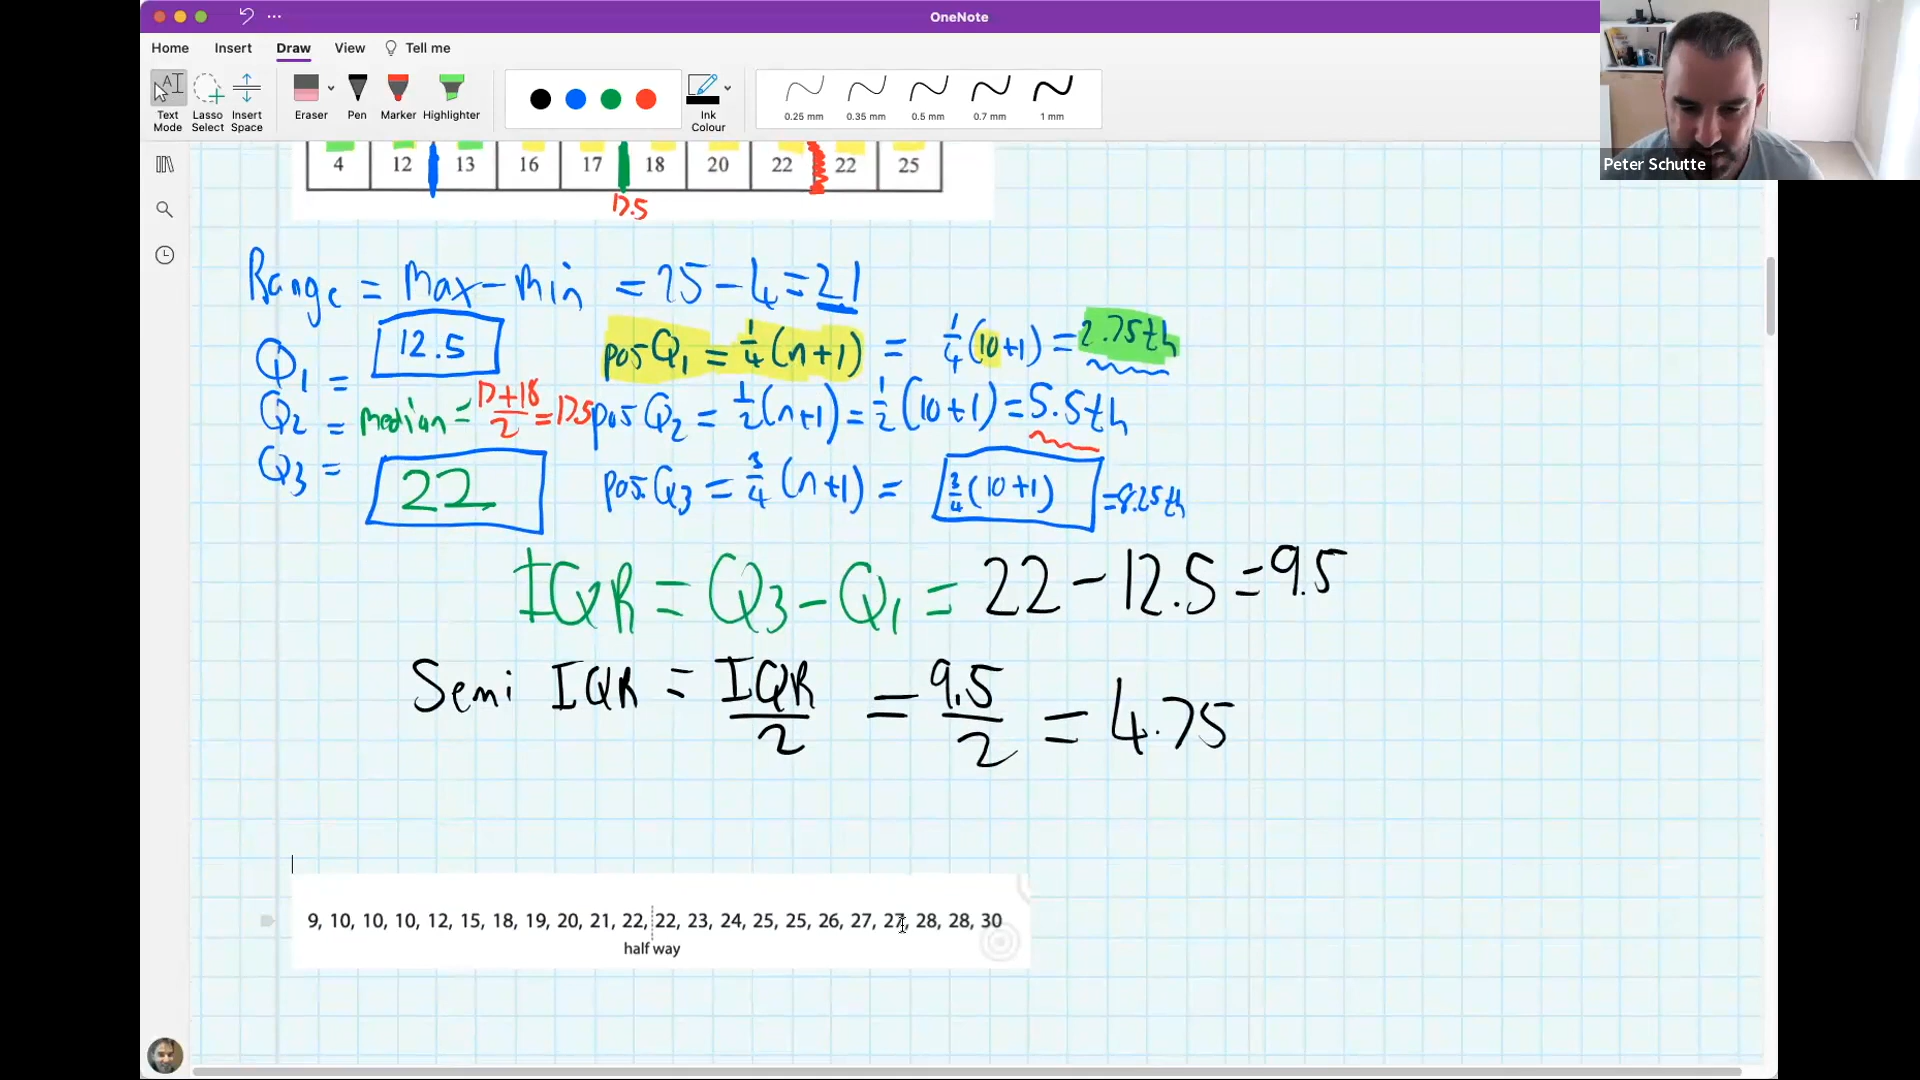 OneNote
Home Insert Draw View Tell me
Text Mode Lasso Select Insert Space Eraser Pen Marker Highlighter Ink Colour 0.25 mm 0.35 mm 0.5 mm 0.7 mm 1 mm
Peter Schutte
4 12 13 16 17 18 20 22 22 25
17.5
Range = Max - Min = 25 - 4 = 21
Q1 = 12.5 pos Q1 = 1/4 (n+1) = 1/4 (10+1) = 2.75th
Q2 = median = 17+18/2 = 17.5 pos Q2 = 1/2 (n+1) = 1/2 (10+1) = 5.5th
Q3 = 22 pos. Q3 = 3/4 (n+1) = 3/4 (10+1) = 8.25th
IQR = Q3 - Q1 = 22 - 12.5 = 9.5
Semi IQR = IQR/2 = 9.5/2 = 4.75
9, 10, 10, 10, 12, 15, 18, 19, 20, 21, 22, 22, 23, 24, 25, 25, 26, 27, 27, 28, 28, 30
half way